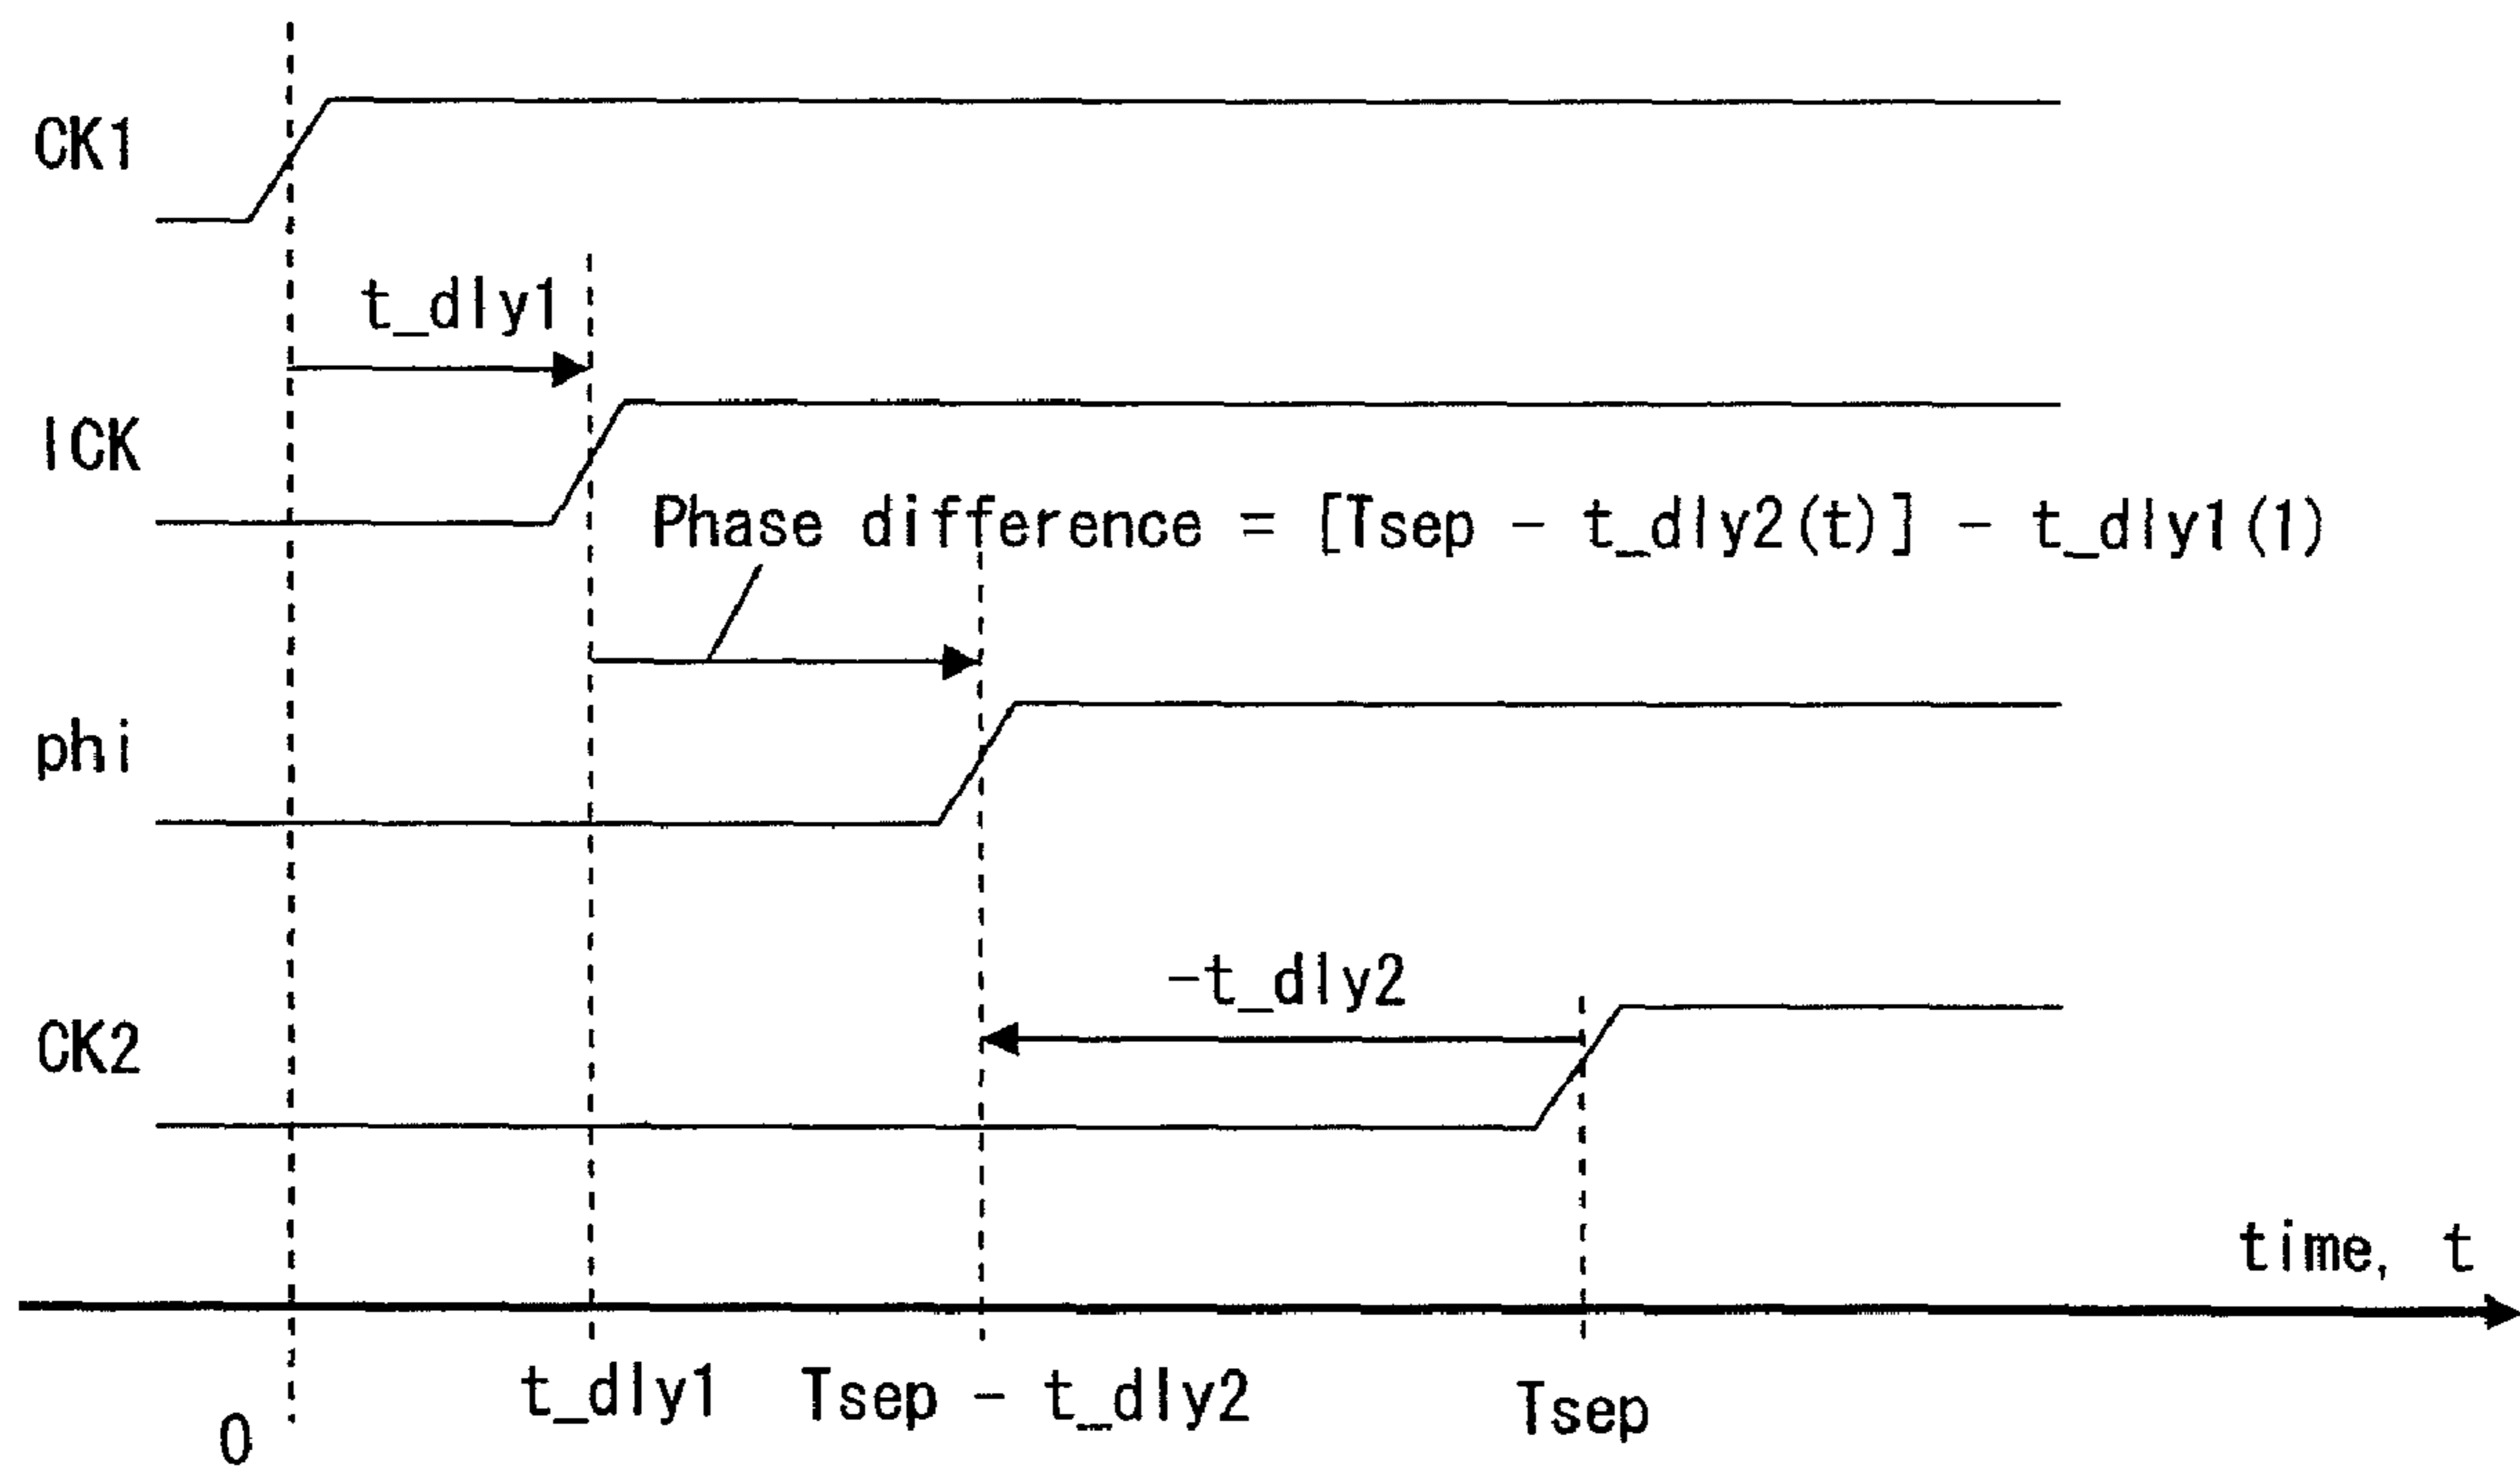 CK1
t_dly1
ICK
Phase difference = [Tsep - t_dly2(t)] - t_dly1(1)
phi
-t_dly2
CK2
time, t
t_dly1 Tsep - t_dly2 Tsep
0